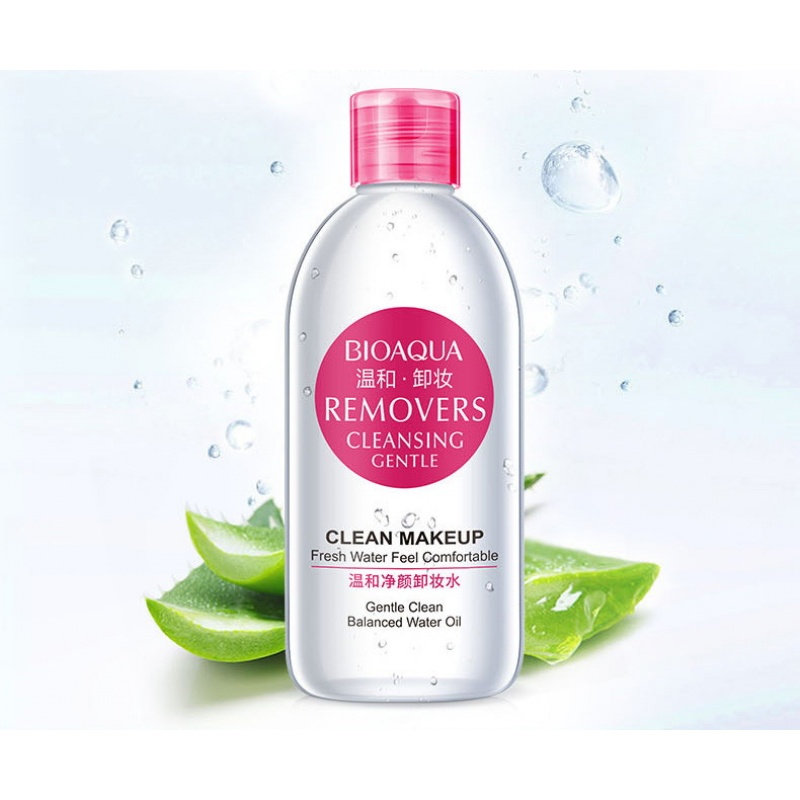 BIOAQUA
温和·卸妆
REMOVERS
CLEANSING
GENTLE
CLEAN MAKEUP
Fresh Water Feel Comfortable
温和净颜卸妆水
Gentle Clean
Balanced Water Oil